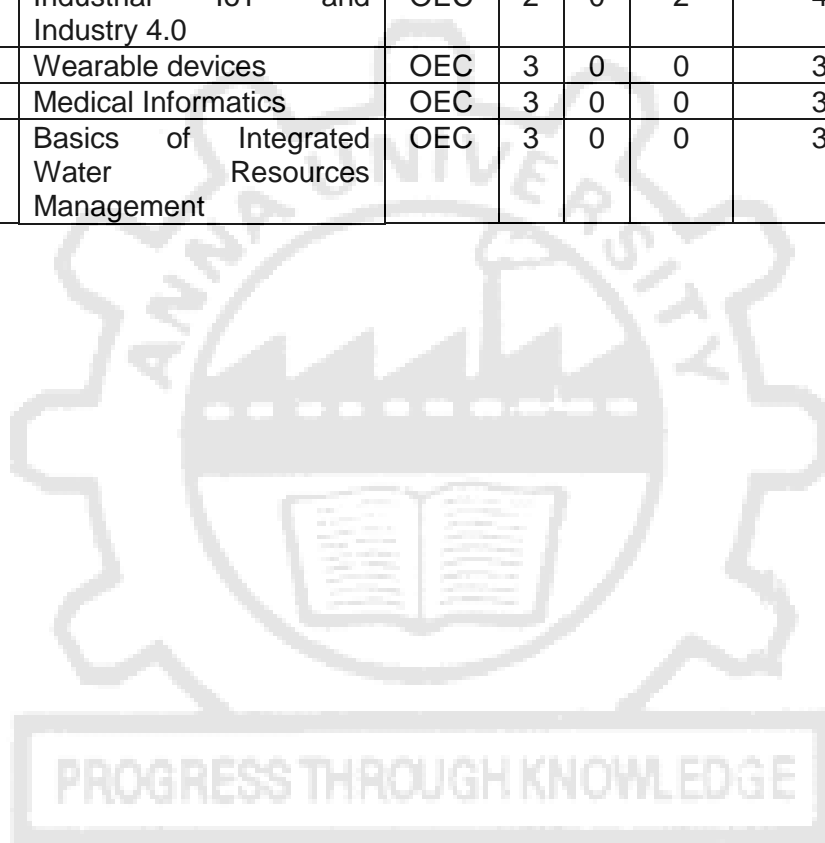 Industrial IoT and OEC 2 0 2 4
Industry 4.0
Wearable devices OEC 3 0 0 3
Medical Informatics OEC 3 0 0 3
Basics of Integrated OEC 3 0 0 3
Water Resources
Management
ANNA UNIVERSITY
PROGRESS THROUGH KNOWLEDGE